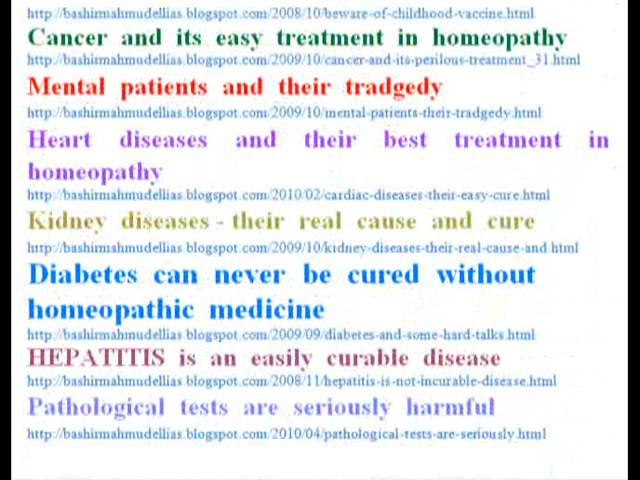 http://bashirmahmudellias.blogspot.com/2008/10/beware-of-childhood-vaccine.html
Cancer and its easy treatment in homeopathy
http://bashirmahmudellias.blogspot.com/2009/10/cancer-and-its-perilous-treatment_31.html
Mental patients and their tradgedy
http://bashirmahmudellias.blogspot.com/2009/10/mental-patients-their-tradgedy.html
Heart diseases and their best treatment in
homeopathy
http://bashirmahmudellias.blogspot.com/2010/02/cardiac-diseases-their-easy-cure.html
Kidney diseases - their real cause and cure
http://bashirmahmudellias.blogspot.com/2009/10/kidney-diseases-their-real-cause-and.html
Diabetes can never be cured without
homeopathic medicine
http://bashirmahmudellias.blogspot.com/2009/09/diabetes-and-some-hard-talks.html
HEPATITIS is an easily curable disease
http://bashirmahmudellias.blogspot.com/2008/11/hepatitis-is-not-incurable-disease.html
Pathological tests are seriously harmful
http://bashirmahmudellias.blogspot.com/2010/04/pathological-tests-are-seriously.html